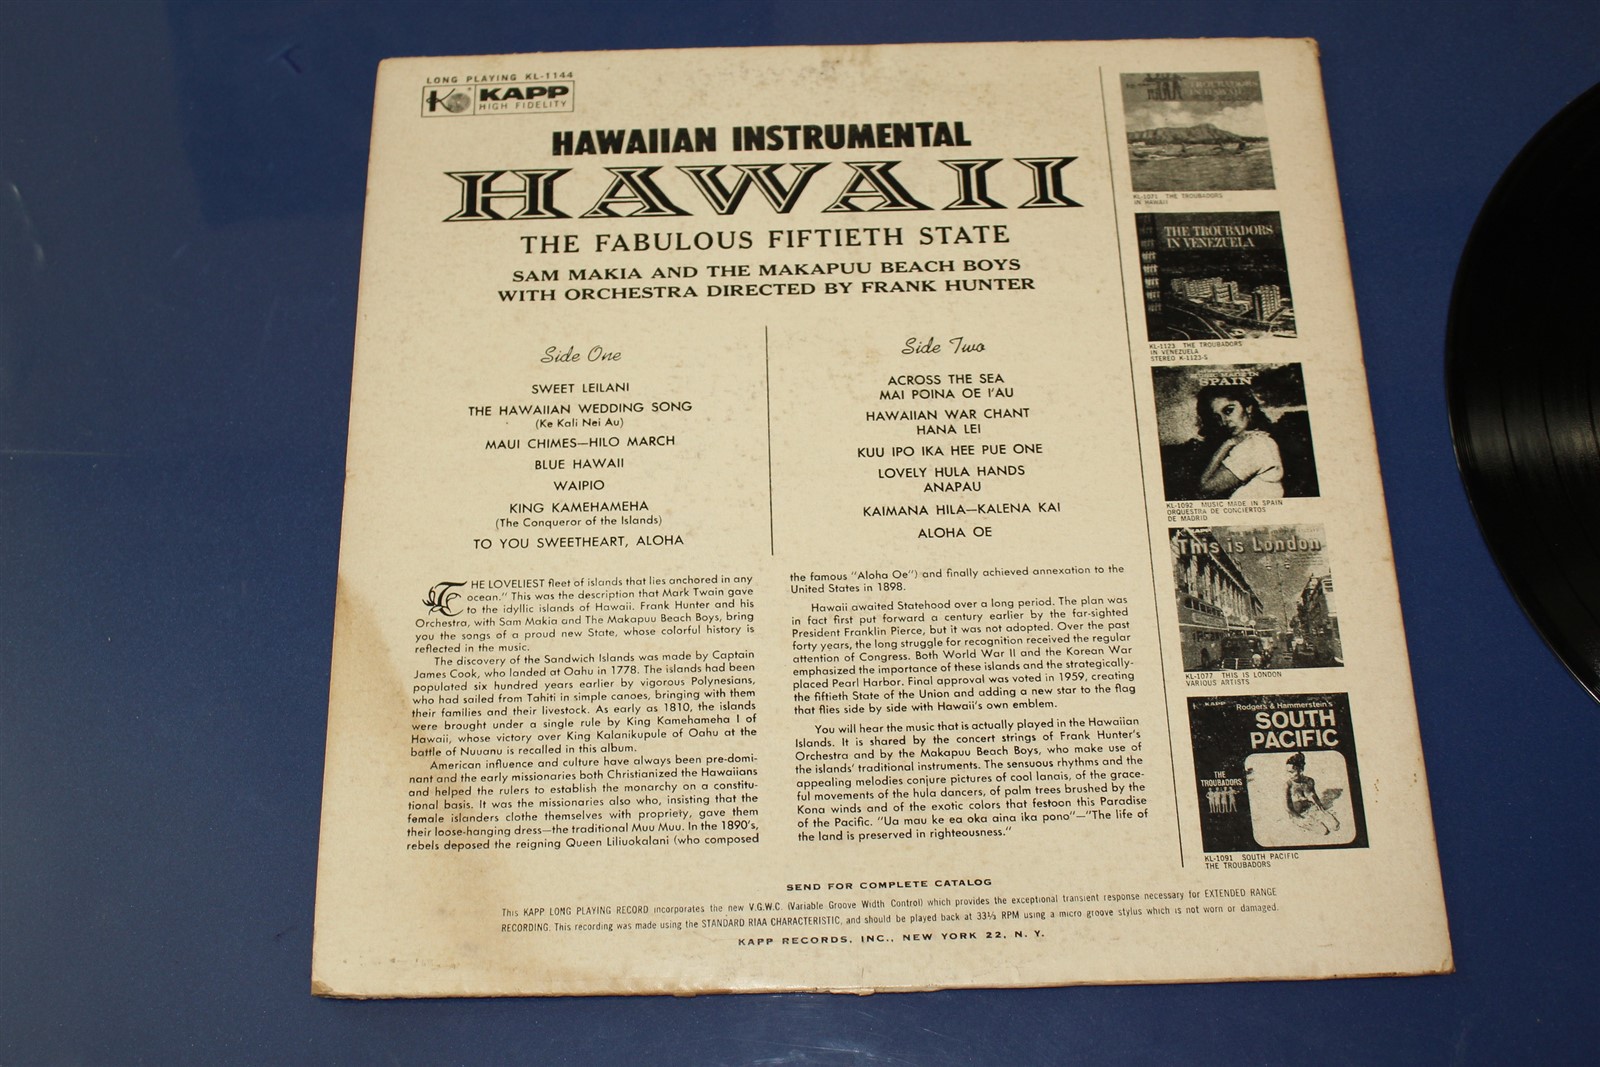 LONG PLAYING KL-1144
K KAPP
HIGH FIDELITY
HAWAIIAN INSTRUMENTAL
HAWAII
THE FABULOUS FIFTIETH STATE
SAM MAKIA AND THE MAKAPUU BEACH BOYS
WITH ORCHESTRA DIRECTED BY FRANK HUNTER
Side One
SWEET LEILANI
THE HAWAIIAN WEDDING SONG
(Ke Kali Nei Au)
MAUI CHIMES—HILO MARCH
BLUE HAWAII
WAIPIO
KING KAMEHAMEHA
(The Conqueror of the Islands)
TO YOU SWEETHEART, ALOHA
Side Two
ACROSS THE SEA
MAI POINA OE I'AU
HAWAIIAN WAR CHANT
HANA LEI
KUU IPO IKA HEE PUE ONE
LOVELY HULA HANDS
ANAPAU
KAIMANA HILA—KALENA KAI
ALOHA OE
THE LOVELIEST fleet of islands that lies anchored in any
ocean." This was the description that Mark Twain gave
to the idyllic islands of Hawaii. Frank Hunter and his
Orchestra, with Sam Makia and The Makapuu Beach Boys, bring
you the songs of a proud new State, whose colorful history is
reflected in the music.
The discovery of the Sandwich Islands was made by Captain
James Cook, who landed at Oahu in 1778. The islands had been
populated six hundred years earlier by vigorous Polynesians,
who had sailed from Tahiti in simple canoes, bringing with them
their families and their livestock. As early as 1810, the islands
were brought under a single rule by King Kamehameha I of
Hawaii, whose victory over King Kalanikupule of Oahu at the
battle of Nuuanu is recalled in this album.
American influence and culture have always been pre-domi-
nant and the early missionaries both Christianized the Hawaiians
and helped the rulers to establish the monarchy on a constitu-
tional basis. It was the missionaries also who, insisting that the
female islanders clothe themselves with propriety, gave them
their loose-hanging dress—the traditional Muu Muu. In the 1890's,
rebels deposed the reigning Queen Liliuokalani (who composed
the famous "Aloha Oe") and finally achieved annexation to the
United States in 1898.
Hawaii awaited Statehood over a long period. The plan was
in fact first put forward a century earlier by the far-sighted
President Franklin Pierce, but it was not adopted. Over the past
forty years, the long struggle for recognition received the regular
attention of Congress. Both World War II and the Korean War
emphasized the importance of these islands and the strategically-
placed Pearl Harbor. Final approval was voted in 1959, creating
the fiftieth State of the Union and adding a new star to the flag
that flies side by side with Hawaii's own emblem.
You will hear the music that is actually played in the Hawaiian
Islands. It is shared by the concert strings of Frank Hunter's
Orchestra and by the Makapuu Beach Boys, who make use of
the islands' traditional instruments. The sensuous rhythms and the
appealing melodies conjure pictures of cool lanais, of the grace-
ful movements of the hula dancers, of palm trees brushed by the
Kona winds and of the exotic colors that festoon this Paradise
of the Pacific. "Ua mau ke ea oka aina ika pono"—"The life of
the land is preserved in righteousness."
TROUBADORS
IN HAWAII
KL-1071 THE TROUBADORS
IN HAWAII
THE TROUBADORS
IN VENEZUELA
KL-1123 THE TROUBADORS
IN VENEZUELA
STEREO K-1123-S
MUSIC MADE IN
SPAIN
KL-1092 MUSIC MADE IN SPAIN
ORQUESTRA DE CONCIERTOS
DE MADRID
This is London
KL-1077 THIS IS LONDON
VARIOUS ARTISTS
KAPP Rodgers & Hammerstein's
SOUTH
PACIFIC
THE
TROUBADORS
KL-1091 SOUTH PACIFIC
THE TROUBADORS
SEND FOR COMPLETE CATALOG
This KAPP LONG PLAYING RECORD incorporates the new V.G.W.C. (Variable Groove Width Control) which provides the exceptional transient response necessary for EXTENDED RANGE
RECORDING. This recording was made using the STANDARD RIAA CHARACTERISTIC, and should be played back at 33⅓ RPM using a micro groove stylus which is not worn or damaged.
KAPP RECORDS, INC., NEW YORK 22, N. Y.